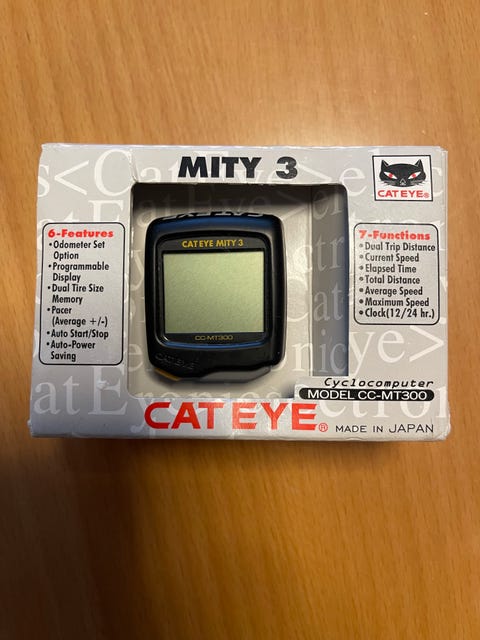 MITY 3
CAT EYE®
6-Features
•Odometer Set
Option
•Programmable
Display
•Dual Tire Size
Memory
•Pacer
(Average +/-)
•Auto Start/Stop
•Auto-Power
Saving
CAT EYE MITY 3
CC-MT300
CATEYE
7-Functions
•Dual Trip Distance
•Current Speed
•Elapsed Time
•Total Distance
•Average Speed
•Maximum Speed
•Clock(12/24 hr.)
Cyclocomputer
MODEL CC-MT300
CATEYE® MADE IN JAPAN